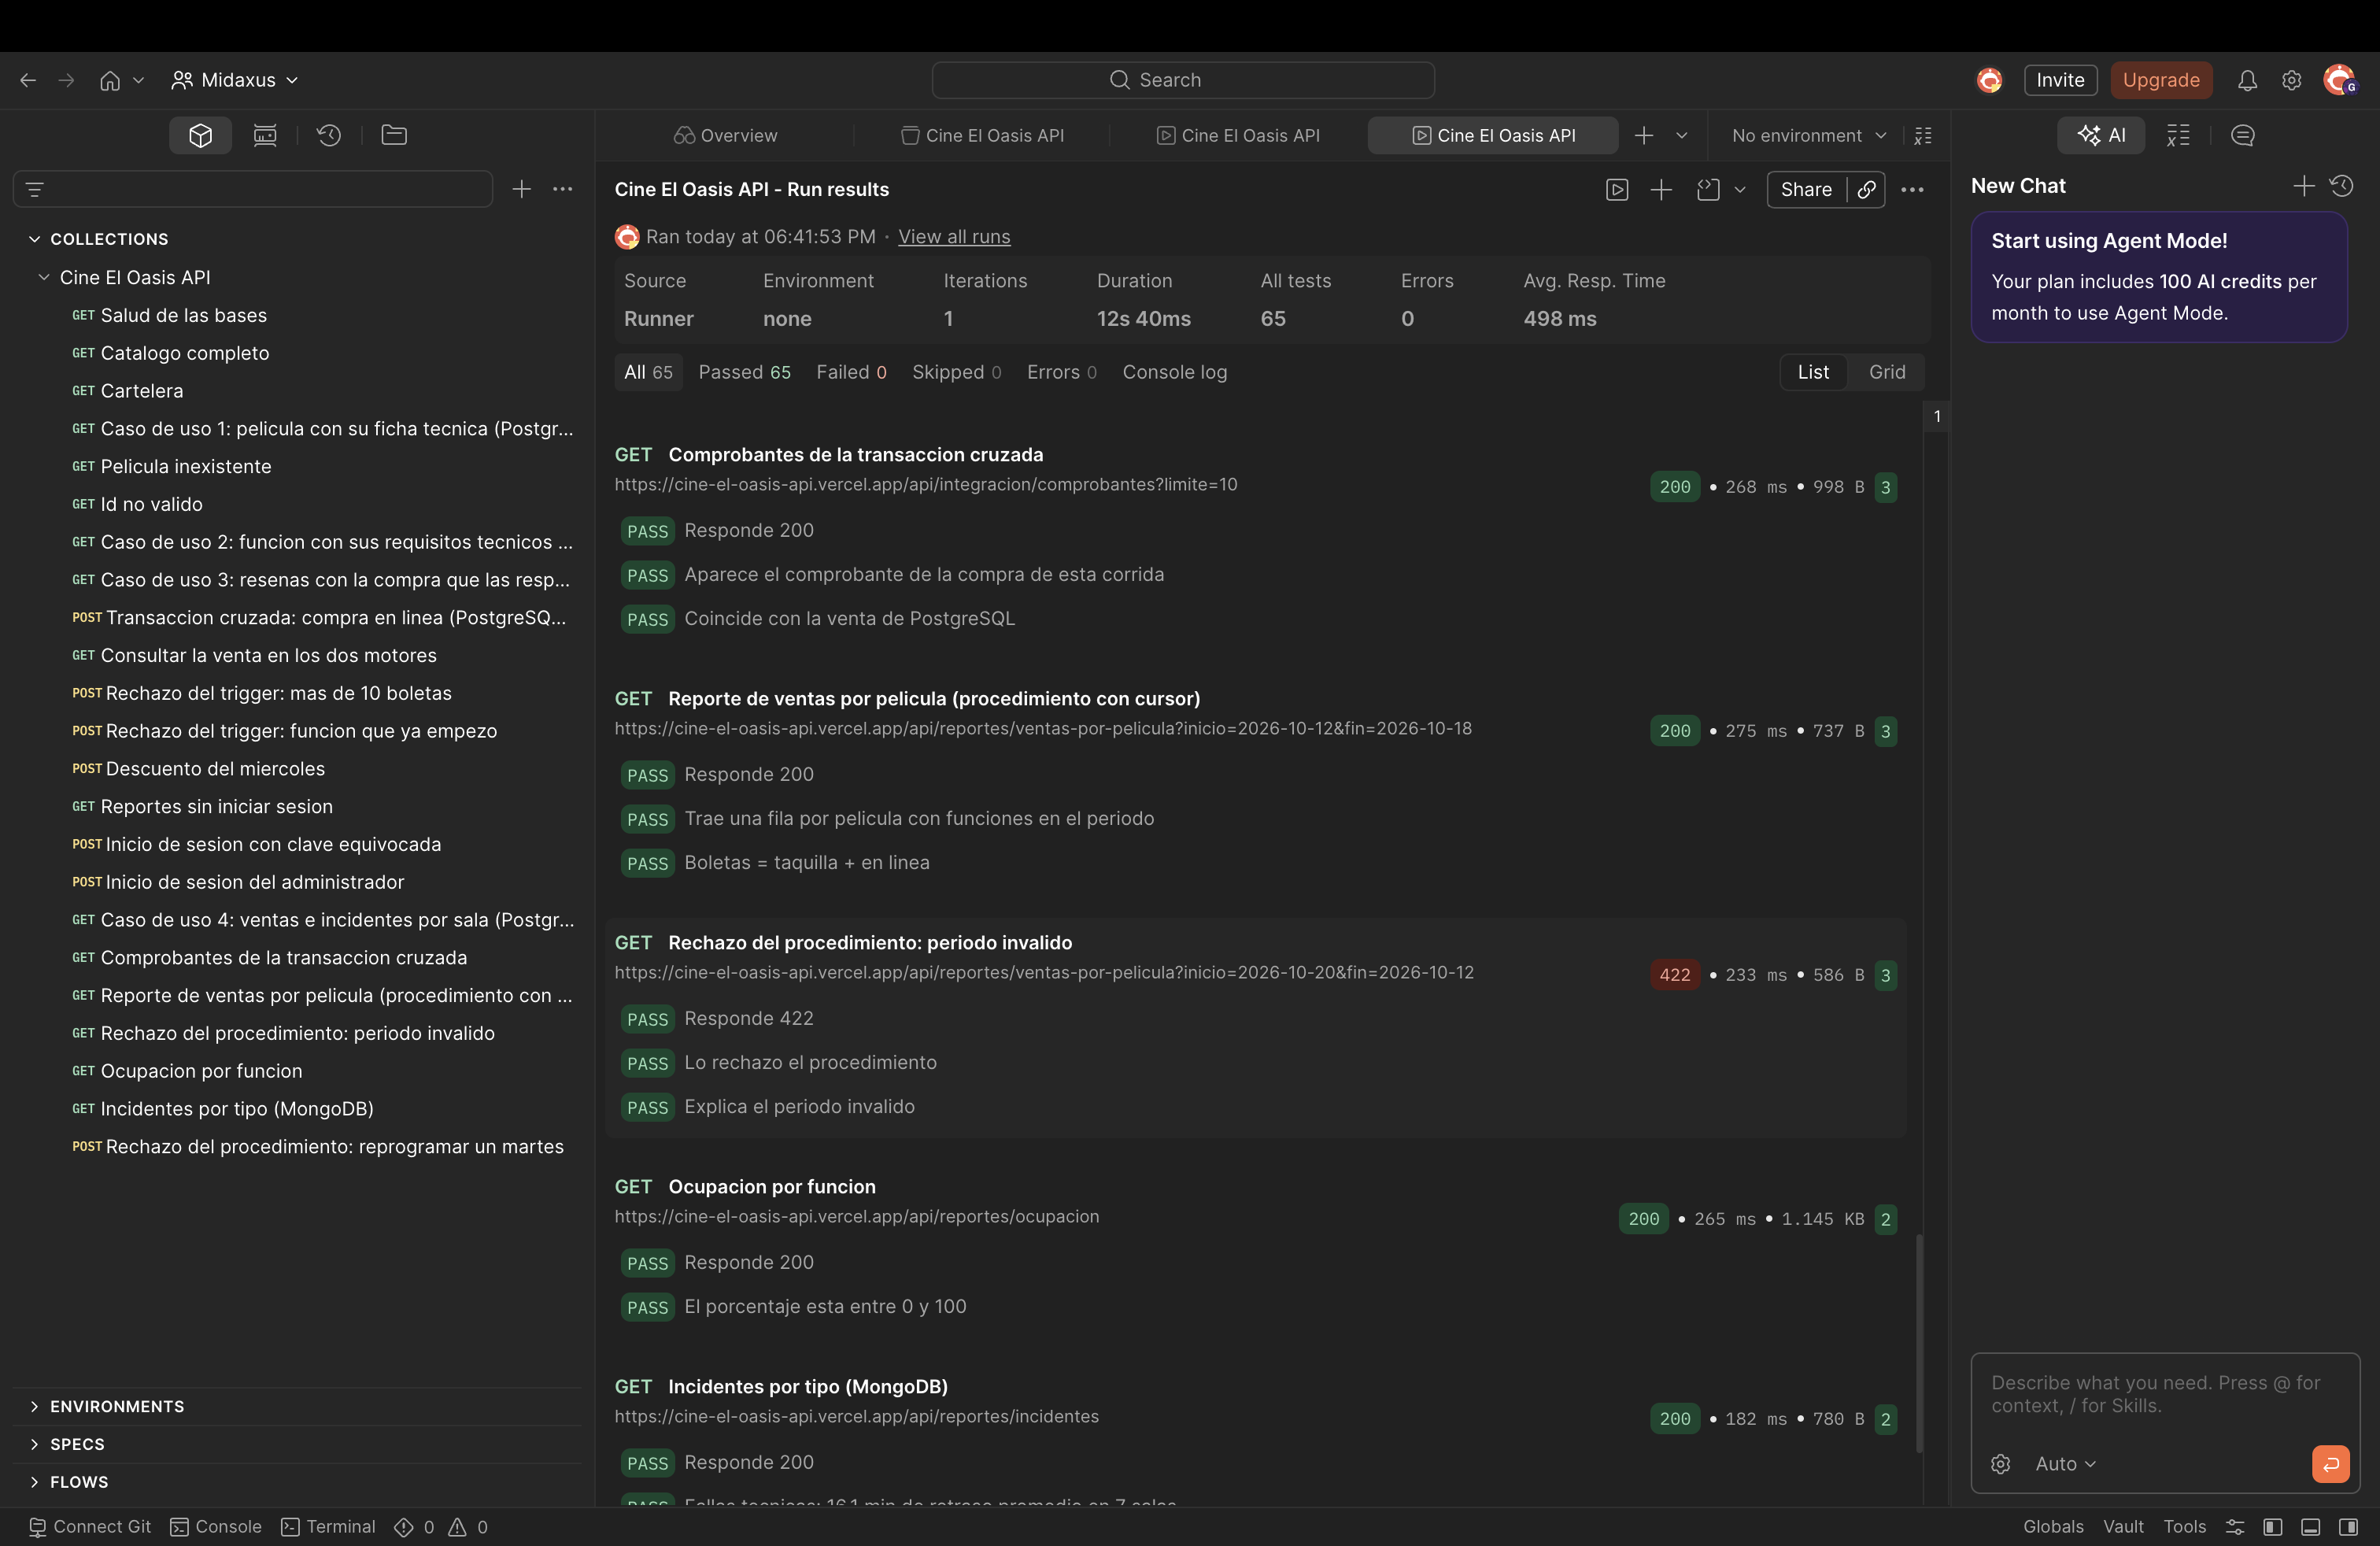 Midaxus
Search
Invite
Upgrade
Overview
Cine El Oasis API
Cine El Oasis API
Cine El Oasis API
No environment
AI
COLLECTIONS
Cine El Oasis API
GET Salud de las bases
GET Catalogo completo
GET Cartelera
GET Caso de uso 1: pelicula con su ficha tecnica (Postgr...
GET Pelicula inexistente
GET Id no valido
GET Caso de uso 2: funcion con sus requisitos tecnicos ...
GET Caso de uso 3: resenas con la compra que las resp...
POST Transaccion cruzada: compra en linea (PostgreSQ...
GET Consultar la venta en los dos motores
POST Rechazo del trigger: mas de 10 boletas
POST Rechazo del trigger: funcion que ya empezo
POST Descuento del miercoles
GET Reportes sin iniciar sesion
POST Inicio de sesion con clave equivocada
POST Inicio de sesion del administrador
GET Caso de uso 4: ventas e incidentes por sala (Postgr...
GET Comprobantes de la transaccion cruzada
GET Reporte de ventas por pelicula (procedimiento con ...
GET Rechazo del procedimiento: periodo invalido
GET Ocupacion por funcion
GET Incidentes por tipo (MongoDB)
POST Rechazo del procedimiento: reprogramar un martes
ENVIRONMENTS
SPECS
FLOWS
Cine El Oasis API - Run results
Share
Ran today at 06:41:53 PM · View all runs
Source Environment Iterations Duration All tests Errors Avg. Resp. Time
Runner none 1 12s 40ms 65 0 498 ms
All 65 Passed 65 Failed 0 Skipped 0 Errors 0 Console log
List Grid
1
GET Comprobantes de la transaccion cruzada
https://cine-el-oasis-api.vercel.app/api/integracion/comprobantes?limite=10
200 • 268 ms • 998 B 3
PASS Responde 200
PASS Aparece el comprobante de la compra de esta corrida
PASS Coincide con la venta de PostgreSQL
GET Reporte de ventas por pelicula (procedimiento con cursor)
https://cine-el-oasis-api.vercel.app/api/reportes/ventas-por-pelicula?inicio=2026-10-12&fin=2026-10-18
200 • 275 ms • 737 B 3
PASS Responde 200
PASS Trae una fila por pelicula con funciones en el periodo
PASS Boletas = taquilla + en linea
GET Rechazo del procedimiento: periodo invalido
https://cine-el-oasis-api.vercel.app/api/reportes/ventas-por-pelicula?inicio=2026-10-20&fin=2026-10-12
422 • 233 ms • 586 B 3
PASS Responde 422
PASS Lo rechazo el procedimiento
PASS Explica el periodo invalido
GET Ocupacion por funcion
https://cine-el-oasis-api.vercel.app/api/reportes/ocupacion
200 • 265 ms • 1.145 KB 2
PASS Responde 200
PASS El porcentaje esta entre 0 y 100
GET Incidentes por tipo (MongoDB)
https://cine-el-oasis-api.vercel.app/api/reportes/incidentes
200 • 182 ms • 780 B 2
PASS Responde 200
New Chat
Start using Agent Mode!
Your plan includes 100 AI credits per
month to use Agent Mode.
Describe what you need. Press @ for
context, / for Skills.
Auto
Connect Git Console Terminal 0 0
Globals Vault Tools